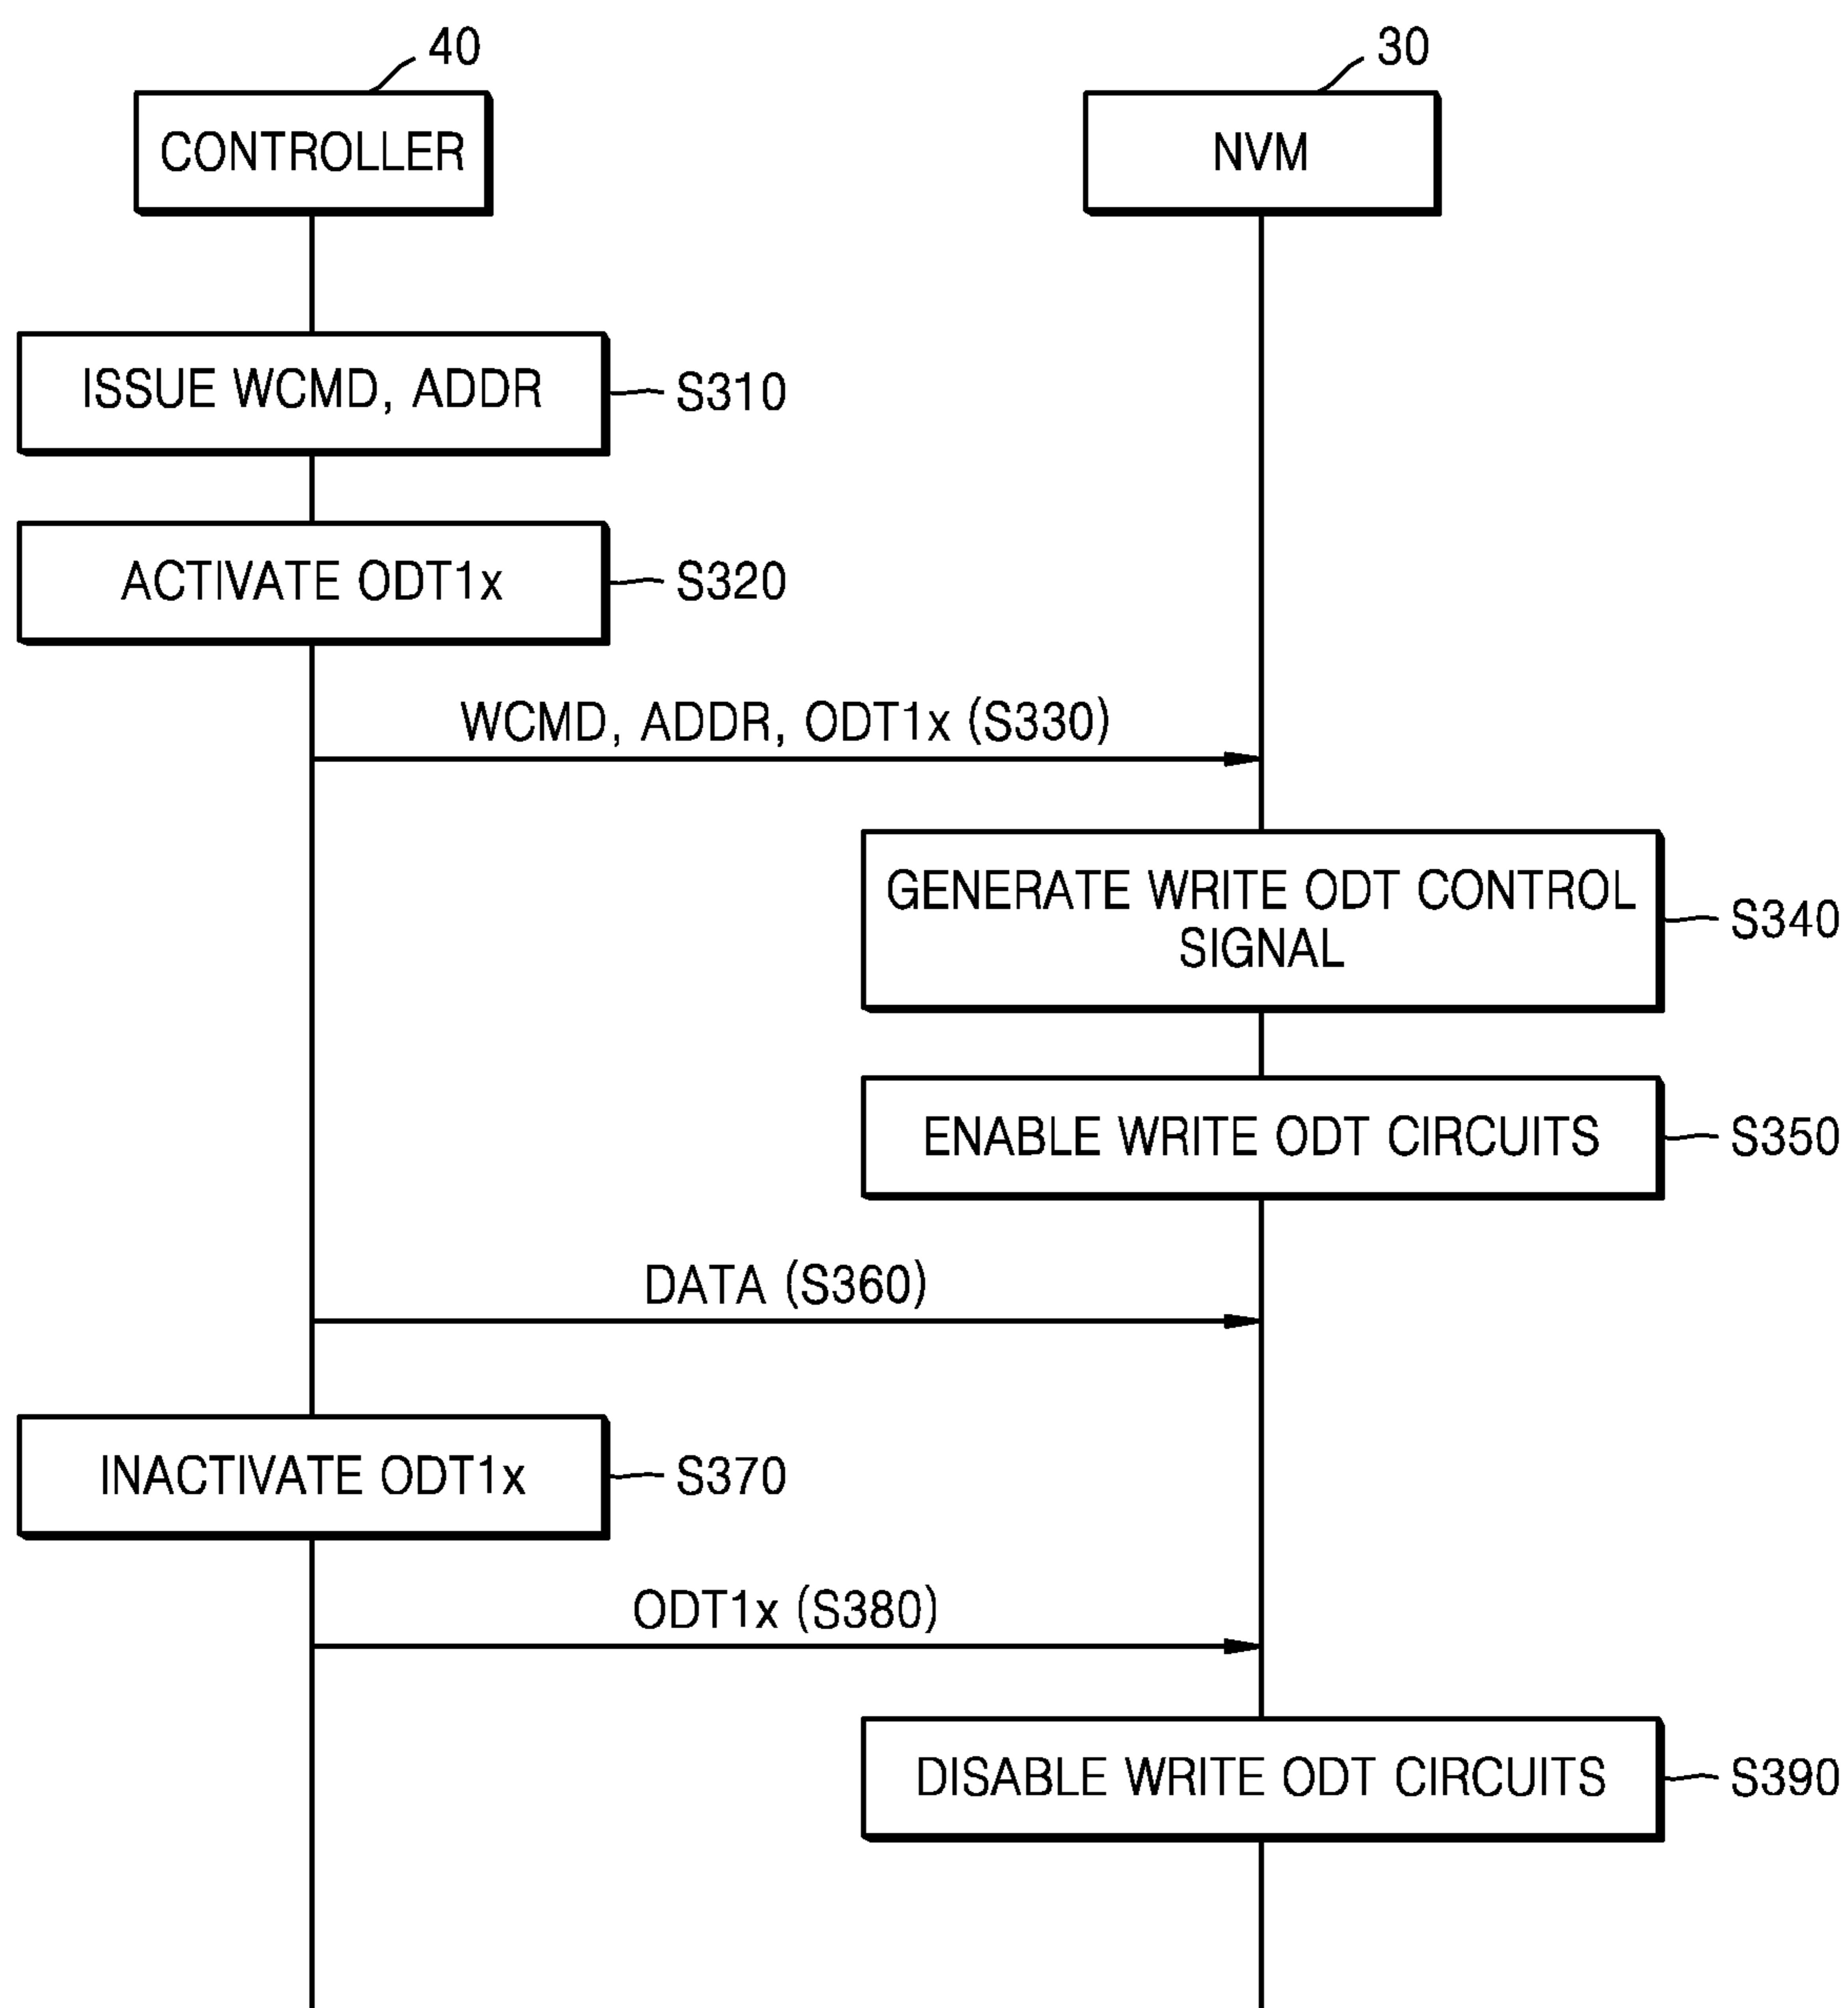 40
30
CONTROLLER
NVM
ISSUE WCMD, ADDR
S310
ACTIVATE ODT1x
S320
WCMD, ADDR, ODT1x (S330)
GENERATE WRITE ODT CONTROL
SIGNAL
S340
ENABLE WRITE ODT CIRCUITS
S350
DATA (S360)
INACTIVATE ODT1x
S370
ODT1x (S380)
DISABLE WRITE ODT CIRCUITS
S390